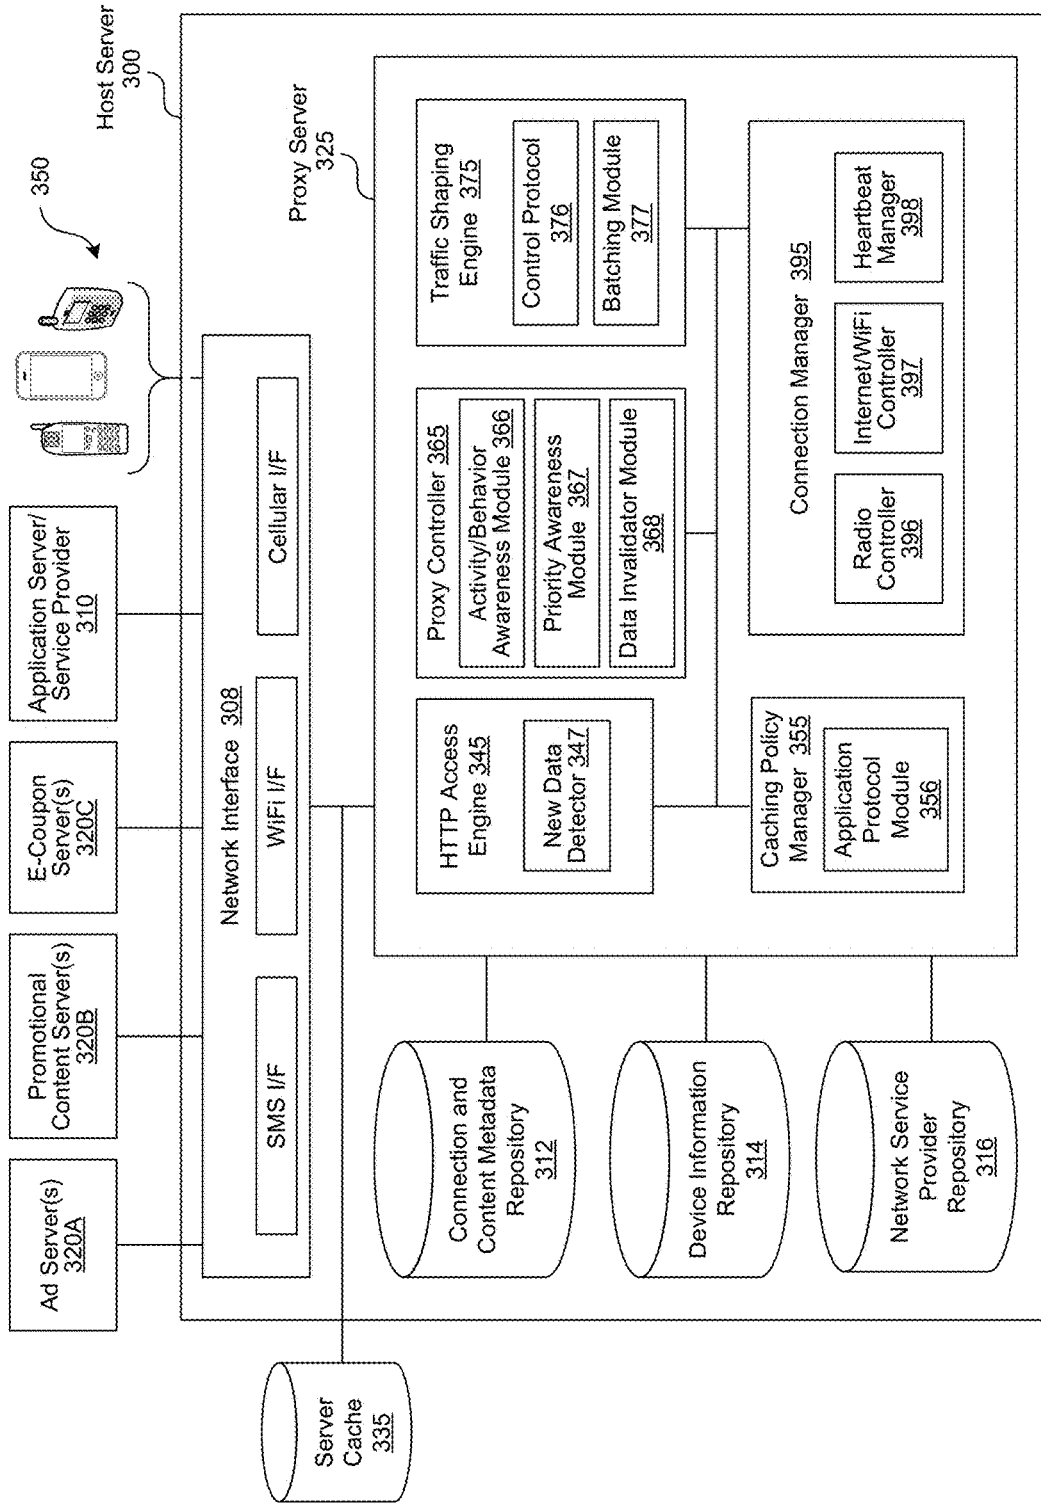 Ad Server(s)
320A
Promotional
Content Server(s)
320B
E-Coupon
Server(s)
320C
Application Server/
Service Provider
310
350
Host Server
300
Network Interface 308
SMS I/F
WiFi I/F
Cellular I/F
Server
Cache
335
Proxy Server
325
Connection and
Content Metadata
Repository
312
Device Information
Repository
314
Network Service
Provider
Repository
316
HTTP Access
Engine 345
New Data
Detector 347
Proxy Controller 365
Activity/Behavior
Awareness Module 366
Priority Awareness
Module 367
Data Invalidator Module
368
Traffic Shaping
Engine 375
Control Protocol
376
Batching Module
377
Caching Policy
Manager 355
Application
Protocol
Module
356
Connection Manager 395
Radio
Controller
396
Internet/WiFi
Controller
397
Heartbeat
Manager
398